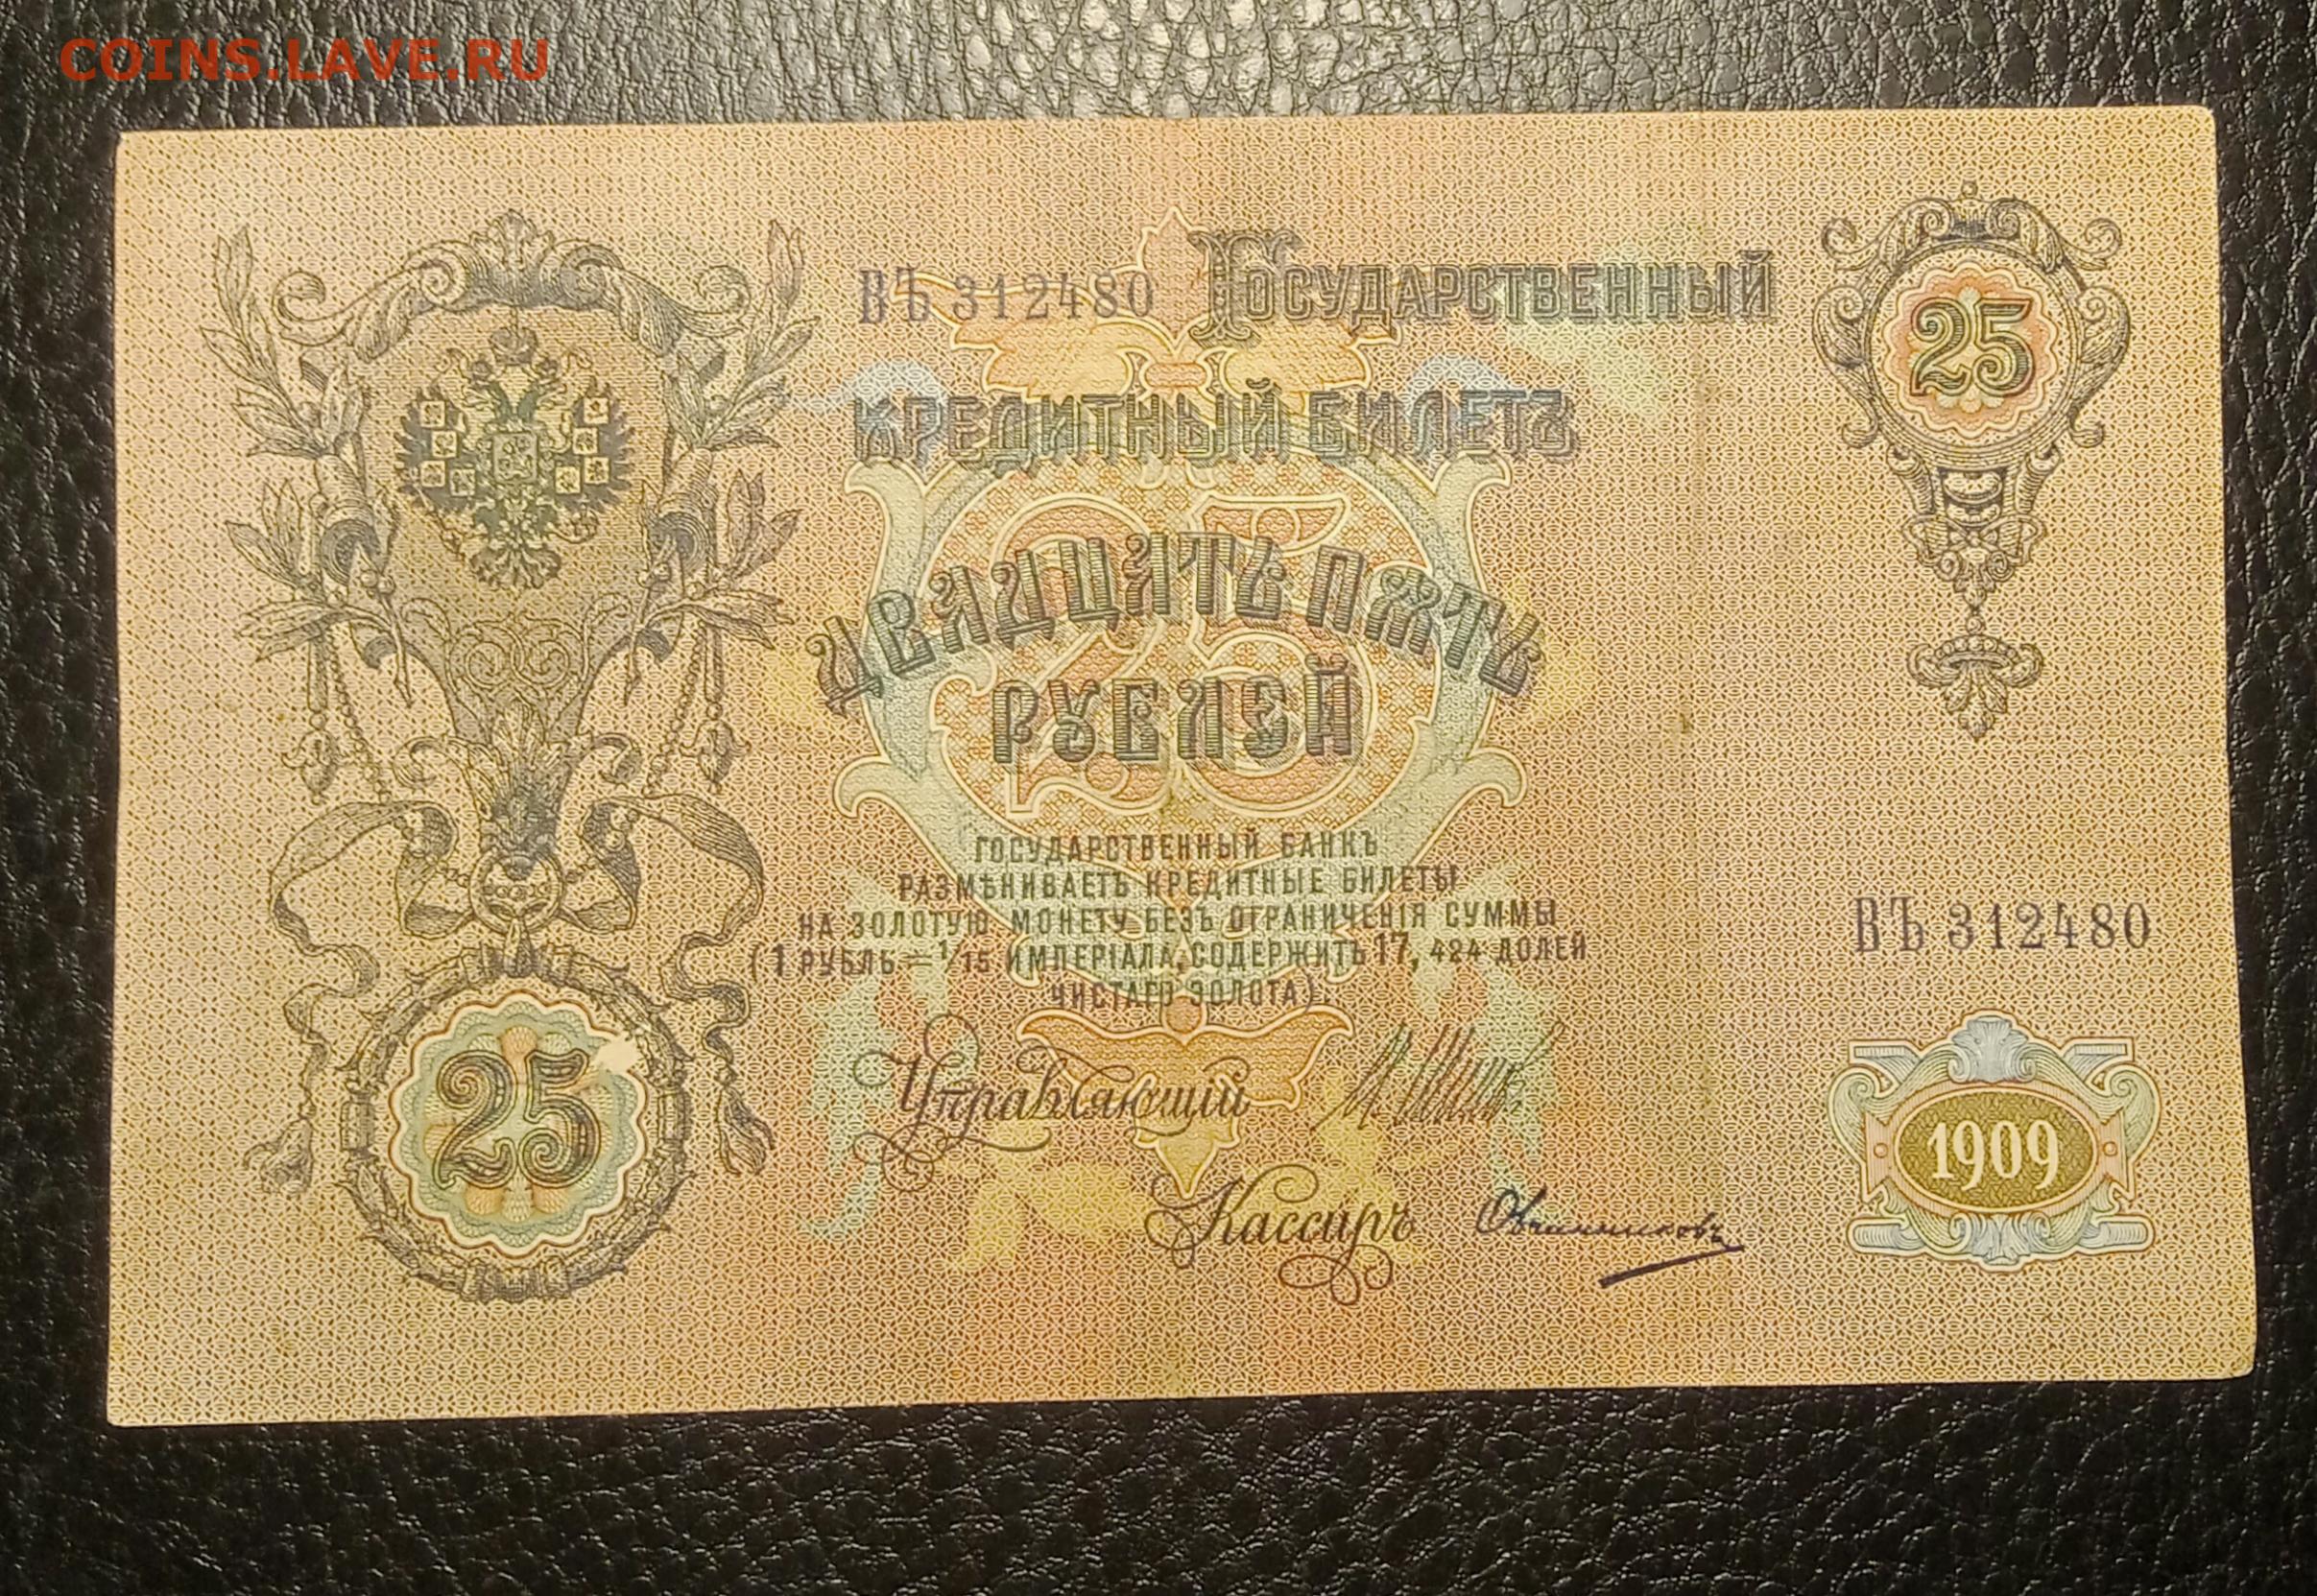 COINS.LAVE.RU
ВЪ 312480 ГОСУДАРСТВЕННЫЙ
25
КРЕДИТНЫЙ БИЛЕТЪ
25
ДВАДЦАТЬ ПЯТЬ
РУБЛЕЙ
ГОСУДАРСТВЕННЫЙ БАНКЪ
РАЗМѢНИВАЕТЪ КРЕДИТНЫЕ БИЛЕТЫ
НА ЗОЛОТУЮ МОНЕТУ БЕЗЪ ОГРАНИЧЕНІЯ СУММЫ
(1 РУБЛЬ = 1/15 ИМПЕРІАЛА, СОДЕРЖИТЪ 17, 424 ДОЛЕЙ
ЧИСТАГО ЗОЛОТА).
ВЪ 312480
25
Управляющій
Кассиръ Овчинниковъ
1909